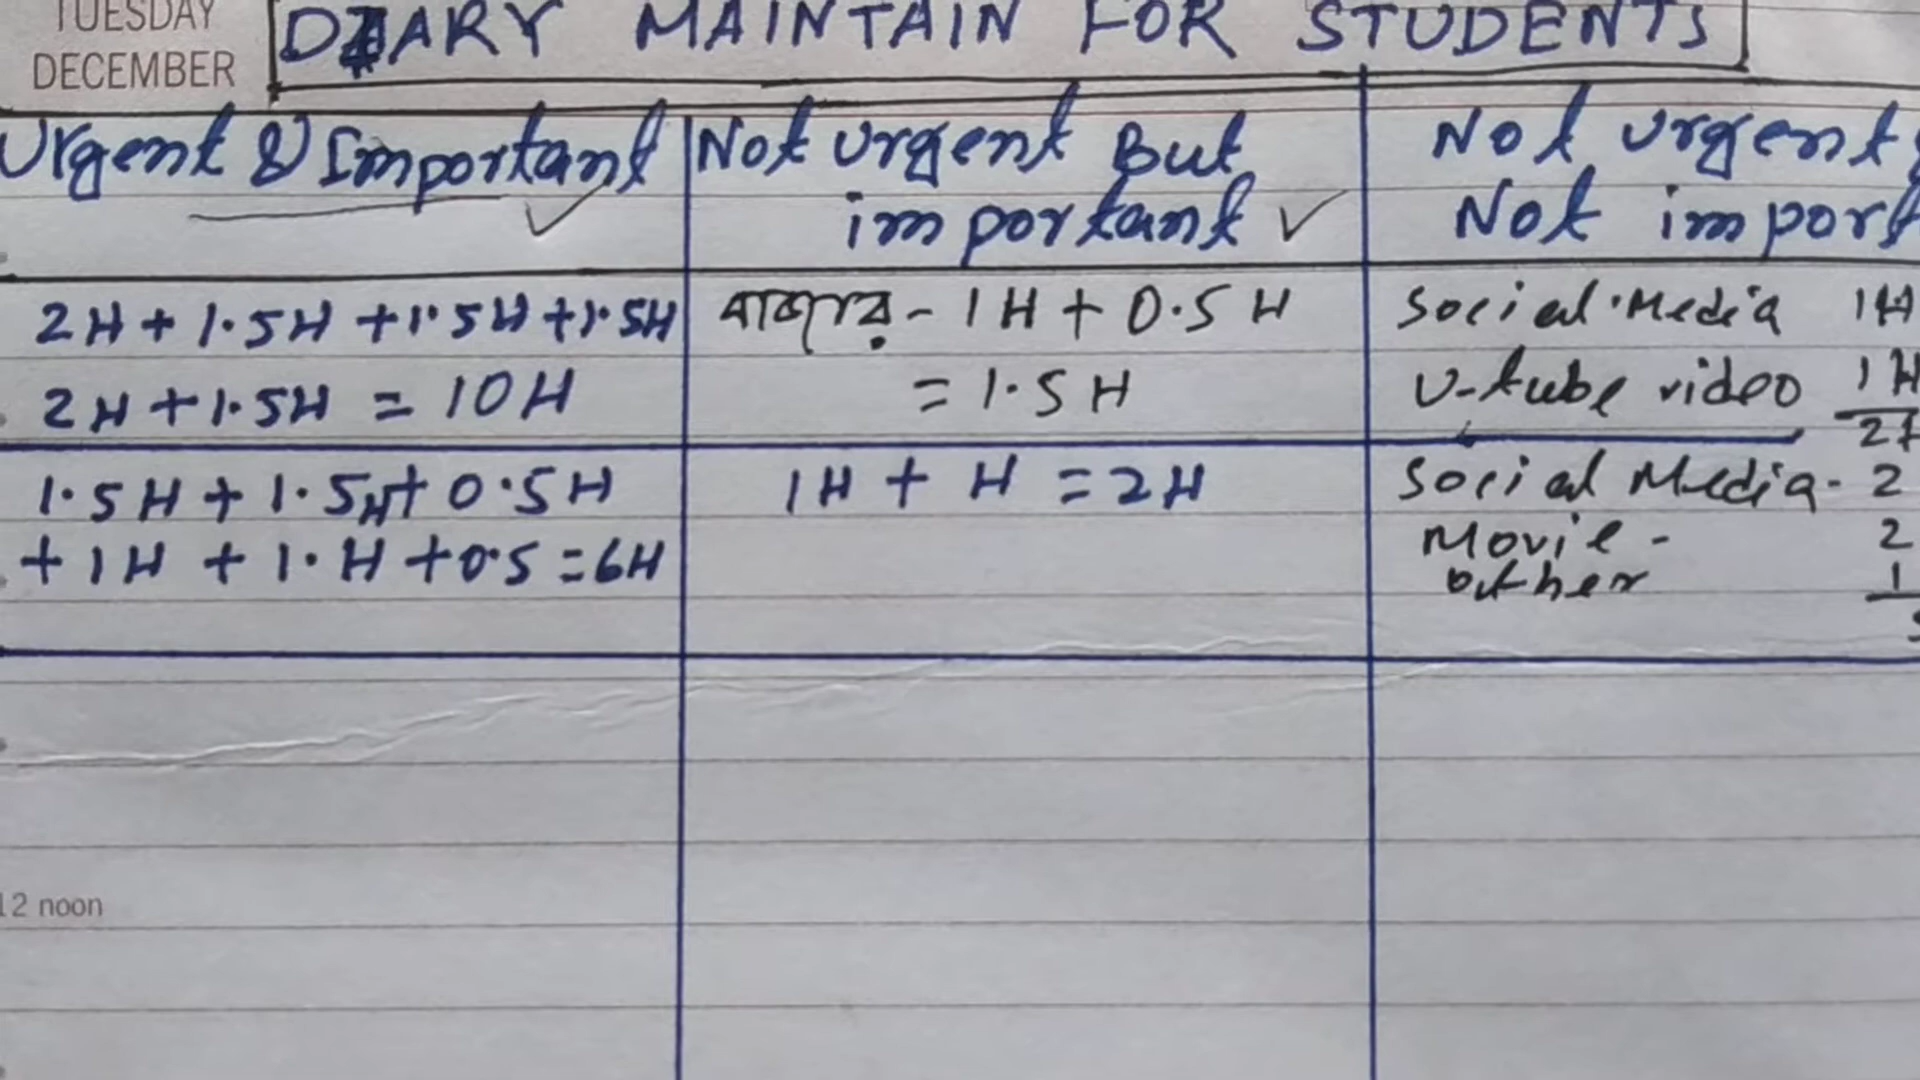 TUESDAY
DECEMBER
DIARY MAINTAIN FOR STUDENTS
Urgent & Important
Not urgent But
important
Not urgent
Not import
2H + 1.5H + 1.5H + 1.5H
2H + 1.5H = 10H
বাজার - 1H + 0.5H
= 1.5H
Social Media 1H
U-tube video 1H
2H
1.5H + 1.5H + 0.5H
+ 1H + 1.H + 0.5 = 6H
1H + H = 2H
Social Media - 2
Movie - 2
other 1
12 noon